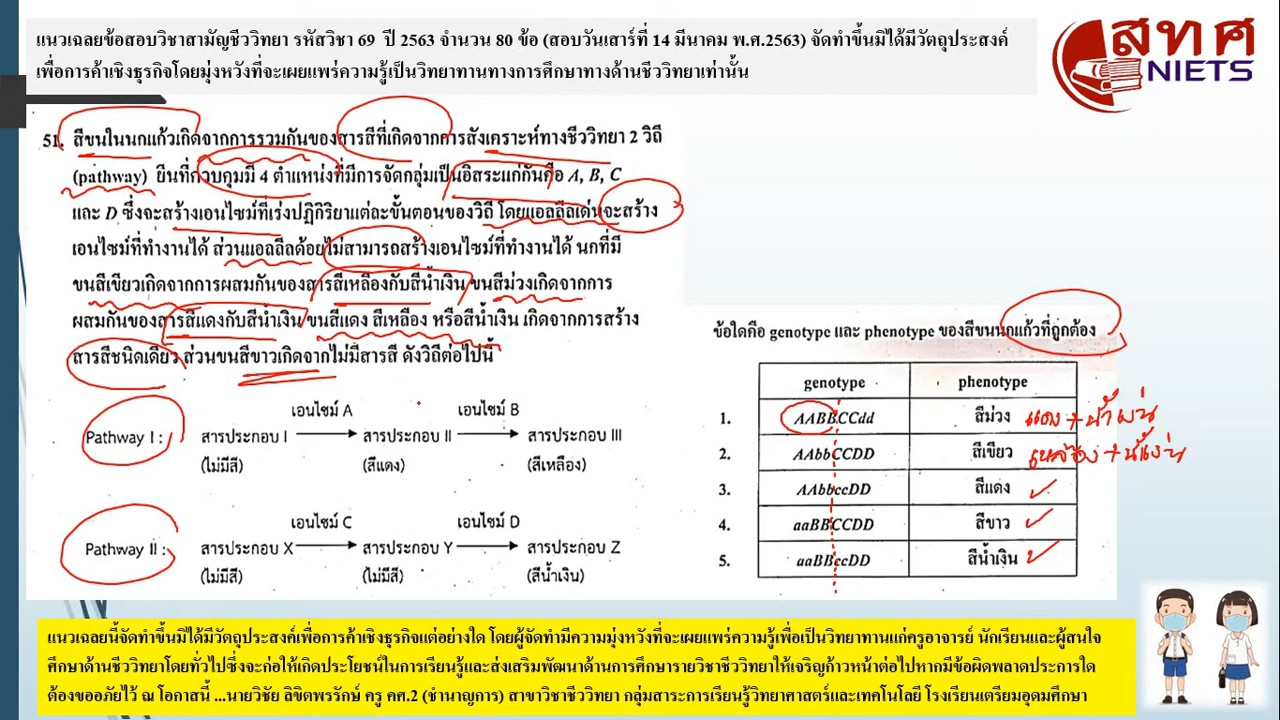 แนวเฉลยข้อสอบวิชาสามัญชีววิทยา รหัสวิชา 69 ปี 2563 จำนวน 80 ข้อ (สอบวันเสาร์ที่ 14 มีนาคม พ.ศ.2563) จัดทำขึ้นมิได้มีวัตถุประสงค์
เพื่อการค้าเชิงธุรกิจโดยมุ่งหวังที่จะเผยแพร่ความรู้เป็นวิทยาทานทางการศึกษาทางด้านชีววิทยาเท่านั้น
สทศ
NIETS
51. สีขนในนกแก้วเกิดจากการรวมกันของสารสีที่เกิดจากการสังเคราะห์ทางชีววิทยา 2 วิถี
(pathway) ยีนที่ควบคุมมี 4 ตำแหน่งที่มีการจัดกลุ่มเป็นอิสระแก่กันคือ A, B, C
และ D ซึ่งจะสร้างเอนไซม์ที่เร่งปฏิกิริยาแต่ละขั้นตอนของวิถี โดยแอลลีลเด่นจะสร้าง
เอนไซม์ที่ทำงานได้ ส่วนแอลลีลด้อยไม่สามารถสร้างเอนไซม์ที่ทำงานได้ นกที่มี
ขนสีเขียวเกิดจากการผสมกันของสารสีเหลืองกับสีน้ำเงิน ขนสีม่วงเกิดจากการ
ผสมกันของสารสีแดงกับสีน้ำเงิน ขนสีแดง สีเหลือง หรือสีน้ำเงิน เกิดจากการสร้าง
สารสีชนิดเดียว ส่วนขนสีขาวเกิดจากไม่มีสารสี ดังวิถีต่อไปนี้
เอนไซม์ A เอนไซม์ B
Pathway I : สารประกอบ I สารประกอบ II สารประกอบ III
(ไม่มีสี) (สีแดง) (สีเหลือง)
เอนไซม์ C เอนไซม์ D
Pathway II : สารประกอบ X สารประกอบ Y สารประกอบ Z
(ไม่มีสี) (ไม่มีสี) (สีน้ำเงิน)
ข้อใดคือ genotype และ phenotype ของสีขนนกแก้วที่ถูกต้อง
genotype phenotype
1. AABBCCdd สีม่วง แดง +
2. AAbbCCDD สีเขียว เหลือง +
3. AAbbccDD สีแดง
4. aaBBCCDD สีขาว
5. aaBBccDD สีน้ำเงิน
แนวเฉลยนี้จัดทำขึ้นมิได้มีวัตถุประสงค์เพื่อการค้าเชิงธุรกิจแต่อย่างใด โดยผู้จัดทำมีความมุ่งหวังที่จะเผยแพร่ความรู้เพื่อเป็นวิทยาทานแก่ครูอาจารย์ นักเรียนและผู้สนใจ
ศึกษาด้านชีววิทยาโดยทั่วไปซึ่งจะก่อให้เกิดประโยชน์ในการเรียนรู้และส่งเสริมพัฒนาด้านการศึกษารายวิชาชีววิทยาให้เจริญก้าวหน้าต่อไปหากมีข้อผิดพลาดประการใด
ต้องขออภัยไว้ ณ โอกาสนี้ ...นายวิชัย ลิขิตพรรักษ์ ครู คศ.2 (ชำนาญการ) สาขาวิชาชีววิทยา กลุ่มสาระการเรียนรู้วิทยาศาสตร์และเทคโนโลยี โรงเรียนเตรียมอุดมศึกษา